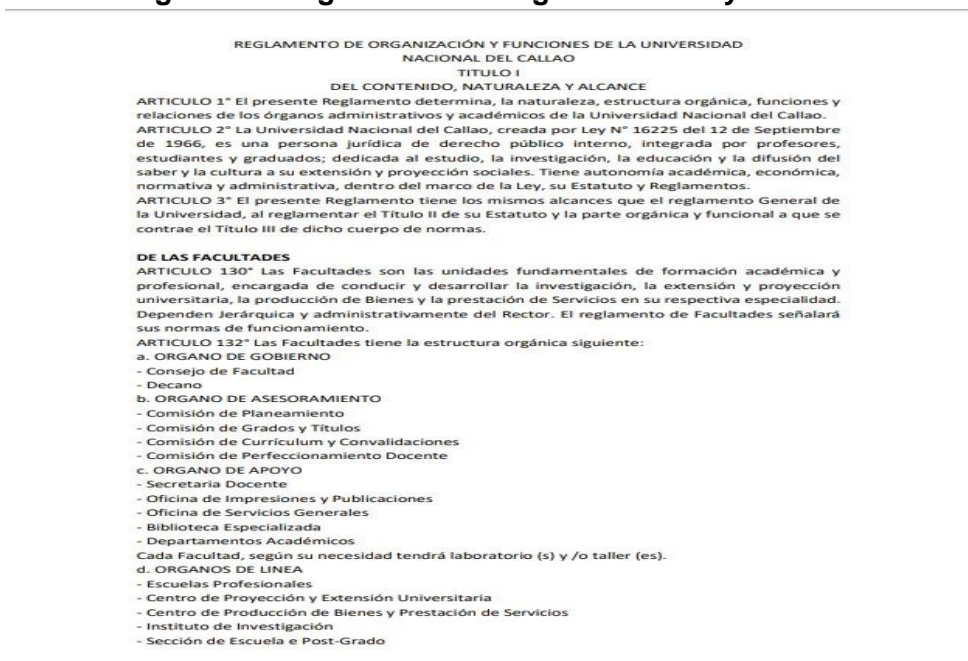 REGLAMENTO DE ORGANIZACIÓN Y FUNCIONES DE LA UNIVERSIDAD
NACIONAL DEL CALLAO
TITULO I
DEL CONTENIDO, NATURALEZA Y ALCANCE
ARTICULO 1° El presente Reglamento determina, la naturaleza, estructura orgánica, funciones y
relaciones de los órganos administrativos y académicos de la Universidad Nacional del Callao.
ARTICULO 2° La Universidad Nacional del Callao, creada por Ley N° 16225 del 12 de Septiembre
de 1966, es una persona jurídica de derecho público interno, integrada por profesores,
estudiantes y graduados; dedicada al estudio, la investigación, la educación y la difusión del
saber y la cultura a su extensión y proyección sociales. Tiene autonomía académica, económica,
normativa y administrativa, dentro del marco de la Ley, su Estatuto y Reglamentos.
ARTICULO 3° El presente Reglamento tiene los mismos alcances que el reglamento General de
la Universidad, al reglamentar el Título II de su Estatuto y la parte orgánica y funcional a que se
contrae el Título III de dicho cuerpo de normas.
DE LAS FACULTADES
ARTICULO 130° Las Facultades son las unidades fundamentales de formación académica y
profesional, encargada de conducir y desarrollar la investigación, la extensión y proyección
universitaria, la producción de Bienes y la prestación de Servicios en su respectiva especialidad.
Dependen Jerárquica y administrativamente del Rector. El reglamento de Facultades señalará
sus normas de funcionamiento.
ARTICULO 132° Las Facultades tiene la estructura orgánica siguiente:
a. ORGANO DE GOBIERNO
- Consejo de Facultad
- Decano
b. ORGANO DE ASESORAMIENTO
- Comisión de Planeamiento
- Comisión de Grados y Títulos
- Comisión de Currículum y Convalidaciones
- Comisión de Perfeccionamiento Docente
c. ORGANO DE APOYO
- Secretaria Docente
- Oficina de Impresiones y Publicaciones
- Oficina de Servicios Generales
- Biblioteca Especializada
- Departamentos Académicos
Cada Facultad, según su necesidad tendrá laboratorio (s) y /o taller (es).
d. ORGANOS DE LINEA
- Escuelas Profesionales
- Centro de Proyección y Extensión Universitaria
- Centro de Producción de Bienes y Prestación de Servicios
- Instituto de Investigación
- Sección de Escuela e Post-Grado